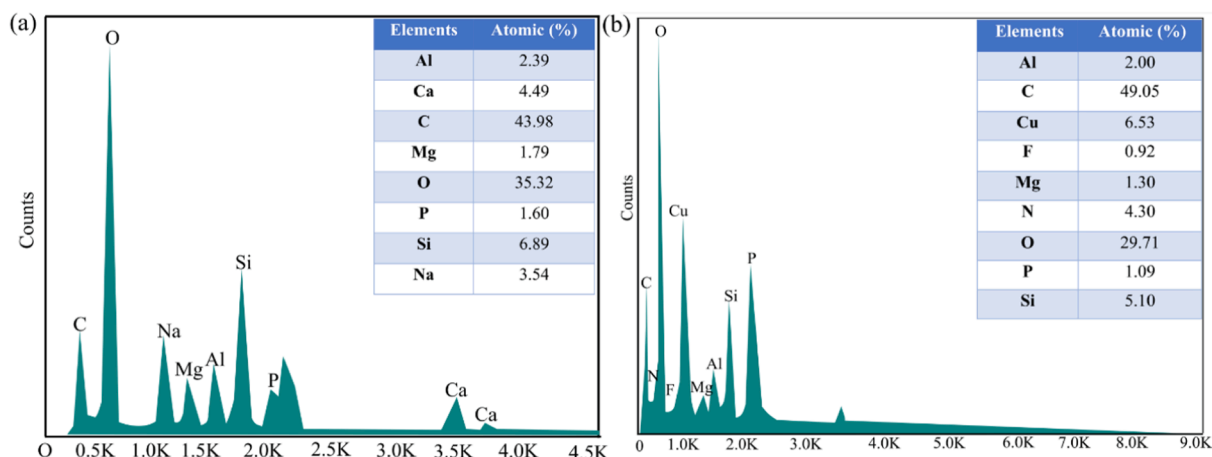 (a)
Counts
O
C
Na
Mg
Al
Si
P
Ca
Ca
O 0.5K 1.0K 1.5K 2.0K 2.5K 3.0K 3.5K 4.0K 4.5K
Elements Atomic (%)
Al 2.39
Ca 4.49
C 43.98
Mg 1.79
O 35.32
P 1.60
Si 6.89
Na 3.54
(b)
Counts
O
C
N
F
Cu
Mg
Al
Si
P
0 1.0K 2.0K 3.0K 4.0K 5.0K 6.0K 7.0K 8.0K 9.0K
Elements Atomic (%)
Al 2.00
C 49.05
Cu 6.53
F 0.92
Mg 1.30
N 4.30
O 29.71
P 1.09
Si 5.10